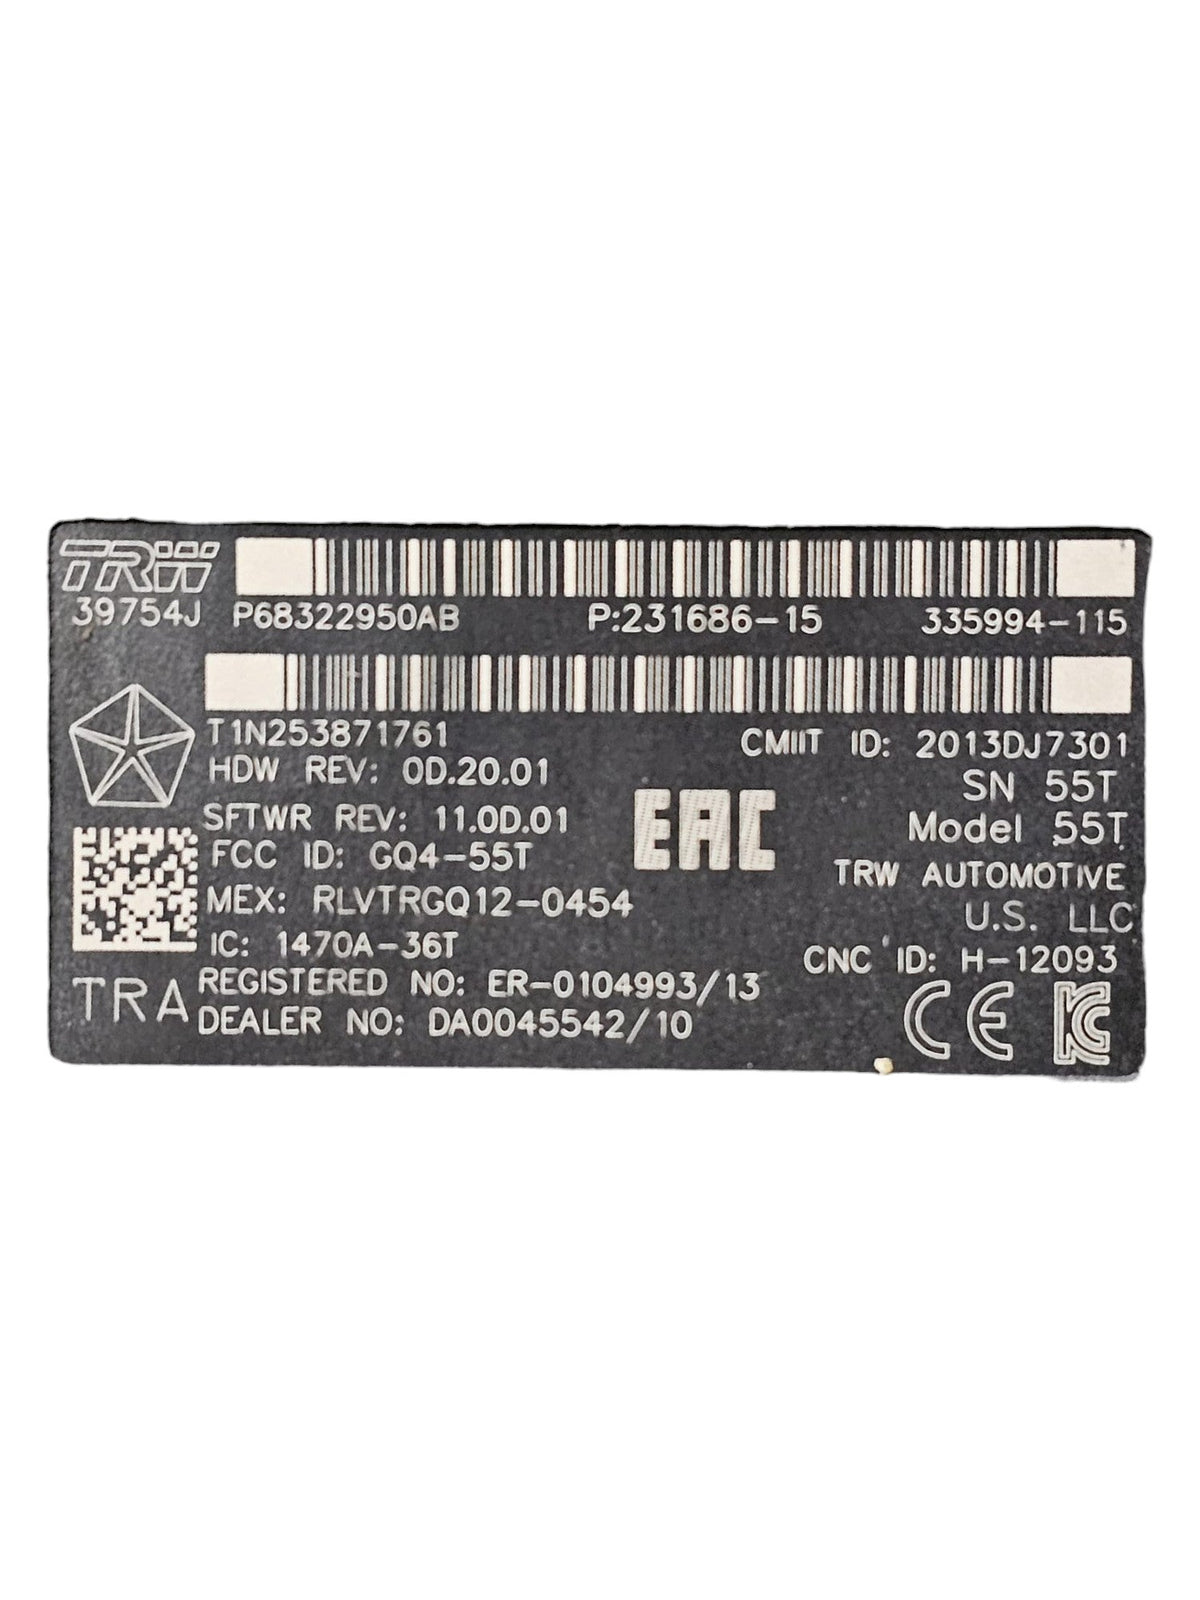 TRW
39754J P68322950AB P:231686-15 335994-115
T1N253871761
CMIIT ID: 2013DJ7301
HDW REV: 0D.20.01
SN 55T
SFTWR REV: 11.0D.01
EAC
Model 55T
FCC ID: GQ4-55T
TRW AUTOMOTIVE
MEX: RLVTRGQ12-0454
U.S. LLC
IC: 1470A-36T
CNC ID: H-12093
TRA
REGISTERED NO: ER-0104993/13
DEALER NO: DA0045542/10
CE KC